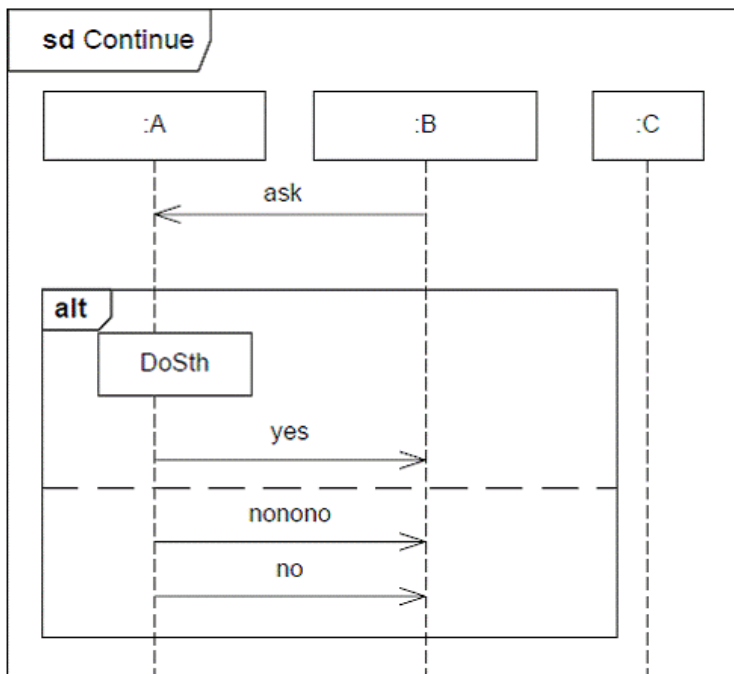 sd Continue
:A
:B
:C
ask
alt
DoSth
yes
nonono
no